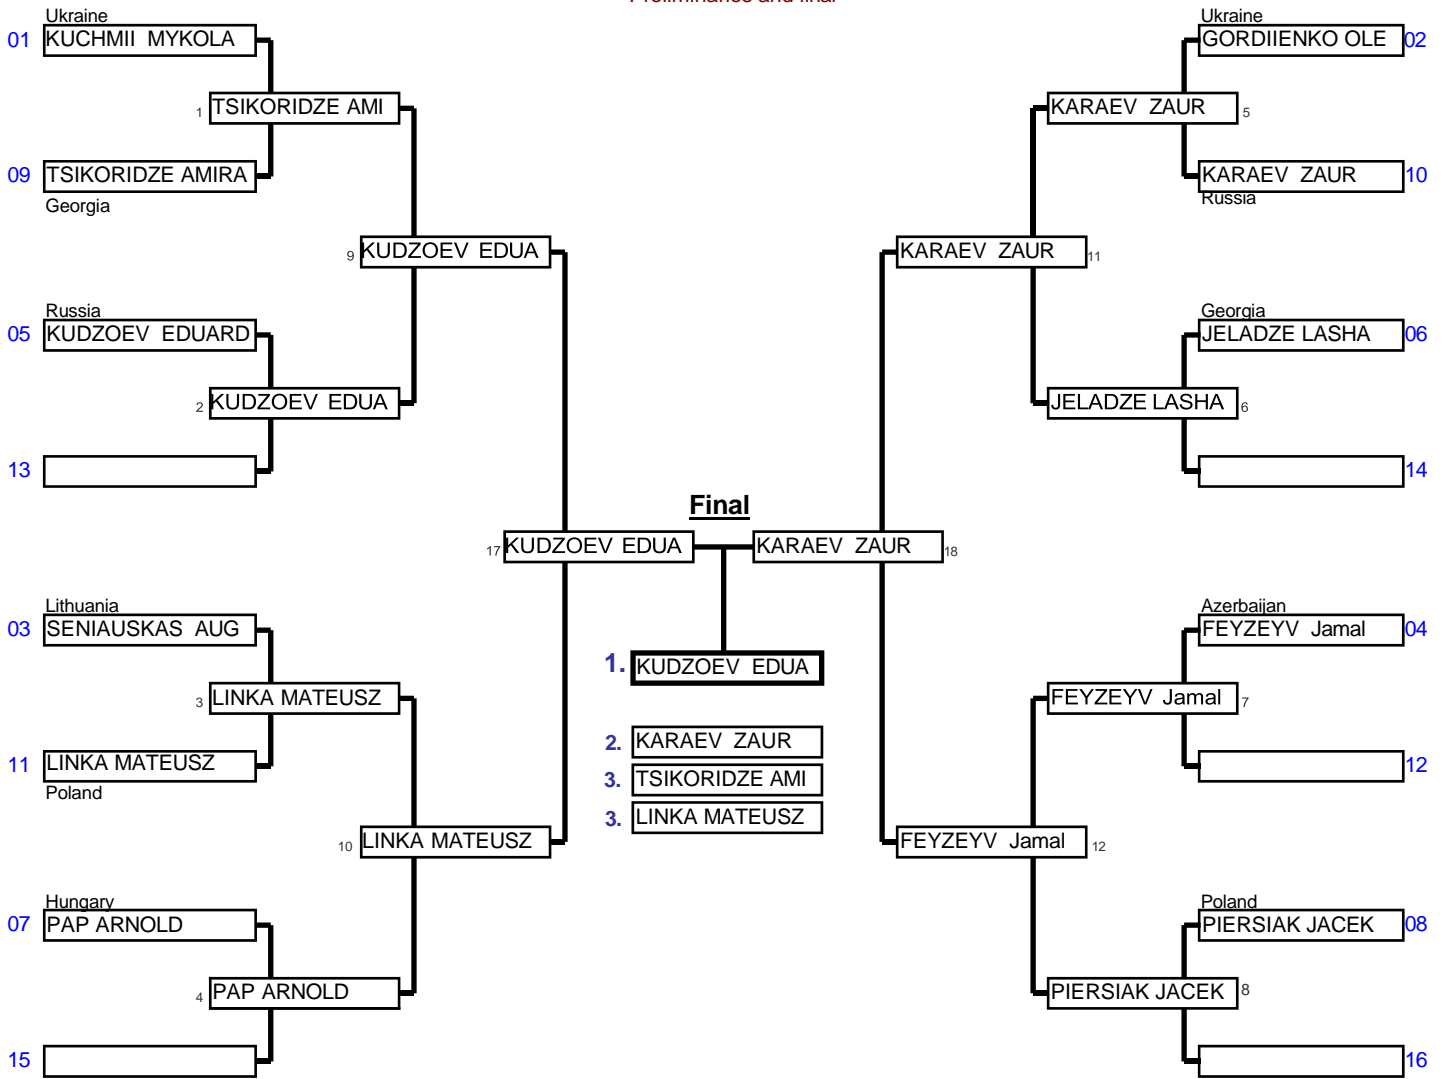 Preliminaries and final
Ukraine
01 KUCHMII MYKOLA
1 TSIKORIDZE AMI
09 TSIKORIDZE AMIRA
Georgia
9 KUDZOEV EDUA
Russia
05 KUDZOEV EDUARD
2 KUDZOEV EDUA
13
17 KUDZOEV EDUA
Lithuania
03 SENIAUSKAS AUG
3 LINKA MATEUSZ
11 LINKA MATEUSZ
Poland
10 LINKA MATEUSZ
Hungary
07 PAP ARNOLD
4 PAP ARNOLD
15
Final
1. KUDZOEV EDUA
2. KARAEV ZAUR
3. TSIKORIDZE AMI
3. LINKA MATEUSZ
Ukraine
GORDIIENKO OLE 02
KARAEV ZAUR 5
KARAEV ZAUR 10
Russia
KARAEV ZAUR 11
Georgia
JELADZE LASHA 06
JELADZE LASHA 6
14
KARAEV ZAUR 18
Azerbaijan
FEYZEYV Jamal 04
FEYZEYV Jamal 7
12
FEYZEYV Jamal 12
Poland
PIERSIAK JACEK 08
PIERSIAK JACEK 8
16